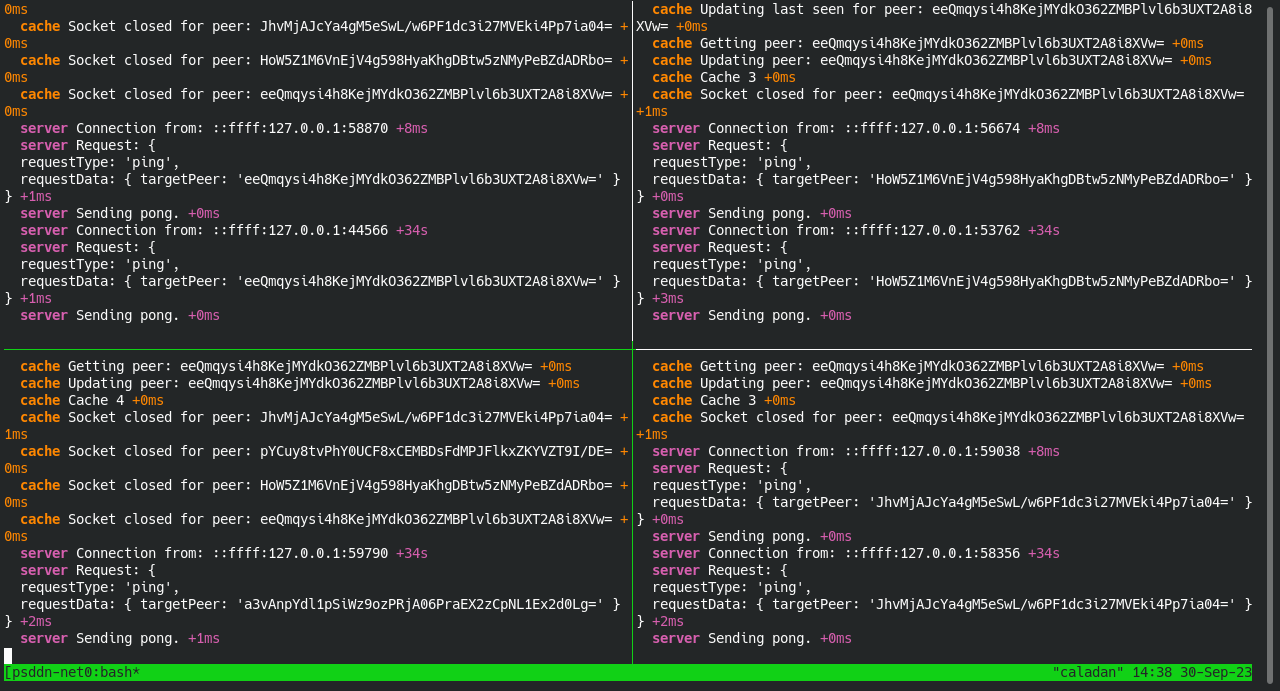 0ms
cache Socket closed for peer: JhvMjAJcYa4gM5eSwL/w6PF1dc3i27MVEki4Pp7ia04= +
0ms
cache Socket closed for peer: HoW5Z1M6VnEjV4g598HyaKhgDBtw5zNMyPeBZdADRbo= +
0ms
cache Socket closed for peer: eeQmqysi4h8KejMYdkO362ZMBPlvl6b3UXT2A8i8XVw= +
0ms
server Connection from: ::ffff:127.0.0.1:58870 +8ms
server Request: {
requestType: 'ping',
requestData: { targetPeer: 'eeQmqysi4h8KejMYdkO362ZMBPlvl6b3UXT2A8i8XVw=' }
} +1ms
server Sending pong. +0ms
server Connection from: ::ffff:127.0.0.1:44566 +34s
server Request: {
requestType: 'ping',
requestData: { targetPeer: 'eeQmqysi4h8KejMYdkO362ZMBPlvl6b3UXT2A8i8XVw=' }
} +1ms
server Sending pong. +0ms
cache Updating last seen for peer: eeQmqysi4h8KejMYdkO362ZMBPlvl6b3UXT2A8i8
XVw= +0ms
cache Getting peer: eeQmqysi4h8KejMYdkO362ZMBPlvl6b3UXT2A8i8XVw= +0ms
cache Updating peer: eeQmqysi4h8KejMYdkO362ZMBPlvl6b3UXT2A8i8XVw= +0ms
cache Cache 3 +0ms
cache Socket closed for peer: eeQmqysi4h8KejMYdkO362ZMBPlvl6b3UXT2A8i8XVw=
+1ms
server Connection from: ::ffff:127.0.0.1:56674 +8ms
server Request: {
requestType: 'ping',
requestData: { targetPeer: 'HoW5Z1M6VnEjV4g598HyaKhgDBtw5zNMyPeBZdADRbo=' }
} +0ms
server Sending pong. +0ms
server Connection from: ::ffff:127.0.0.1:53762 +34s
server Request: {
requestType: 'ping',
requestData: { targetPeer: 'HoW5Z1M6VnEjV4g598HyaKhgDBtw5zNMyPeBZdADRbo=' }
} +3ms
server Sending pong. +0ms
cache Getting peer: eeQmqysi4h8KejMYdkO362ZMBPlvl6b3UXT2A8i8XVw= +0ms
cache Updating peer: eeQmqysi4h8KejMYdkO362ZMBPlvl6b3UXT2A8i8XVw= +0ms
cache Cache 4 +0ms
cache Socket closed for peer: JhvMjAJcYa4gM5eSwL/w6PF1dc3i27MVEki4Pp7ia04= +
1ms
cache Socket closed for peer: pYCuy8tvPhY0UCF8xCEMBDsFdMPJFlkxZKYVZT9I/DE= +
0ms
cache Socket closed for peer: HoW5Z1M6VnEjV4g598HyaKhgDBtw5zNMyPeBZdADRbo= +
0ms
cache Socket closed for peer: eeQmqysi4h8KejMYdkO362ZMBPlvl6b3UXT2A8i8XVw= +
0ms
server Connection from: ::ffff:127.0.0.1:59790 +34s
server Request: {
requestType: 'ping',
requestData: { targetPeer: 'a3vAnpYdl1pSiWz9ozPRjA06PraEX2zCpNL1Ex2d0Lg=' }
} +2ms
server Sending pong. +1ms
cache Getting peer: eeQmqysi4h8KejMYdkO362ZMBPlvl6b3UXT2A8i8XVw= +0ms
cache Updating peer: eeQmqysi4h8KejMYdkO362ZMBPlvl6b3UXT2A8i8XVw= +0ms
cache Cache 3 +0ms
cache Socket closed for peer: eeQmqysi4h8KejMYdkO362ZMBPlvl6b3UXT2A8i8XVw=
+1ms
server Connection from: ::ffff:127.0.0.1:59038 +8ms
server Request: {
requestType: 'ping',
requestData: { targetPeer: 'JhvMjAJcYa4gM5eSwL/w6PF1dc3i27MVEki4Pp7ia04=' }
} +0ms
server Sending pong. +0ms
server Connection from: ::ffff:127.0.0.1:58356 +34s
server Request: {
requestType: 'ping',
requestData: { targetPeer: 'JhvMjAJcYa4gM5eSwL/w6PF1dc3i27MVEki4Pp7ia04=' }
} +2ms
server Sending pong. +0ms
[psddn-net0:bash* "caladan" 14:38 30-Sep-23